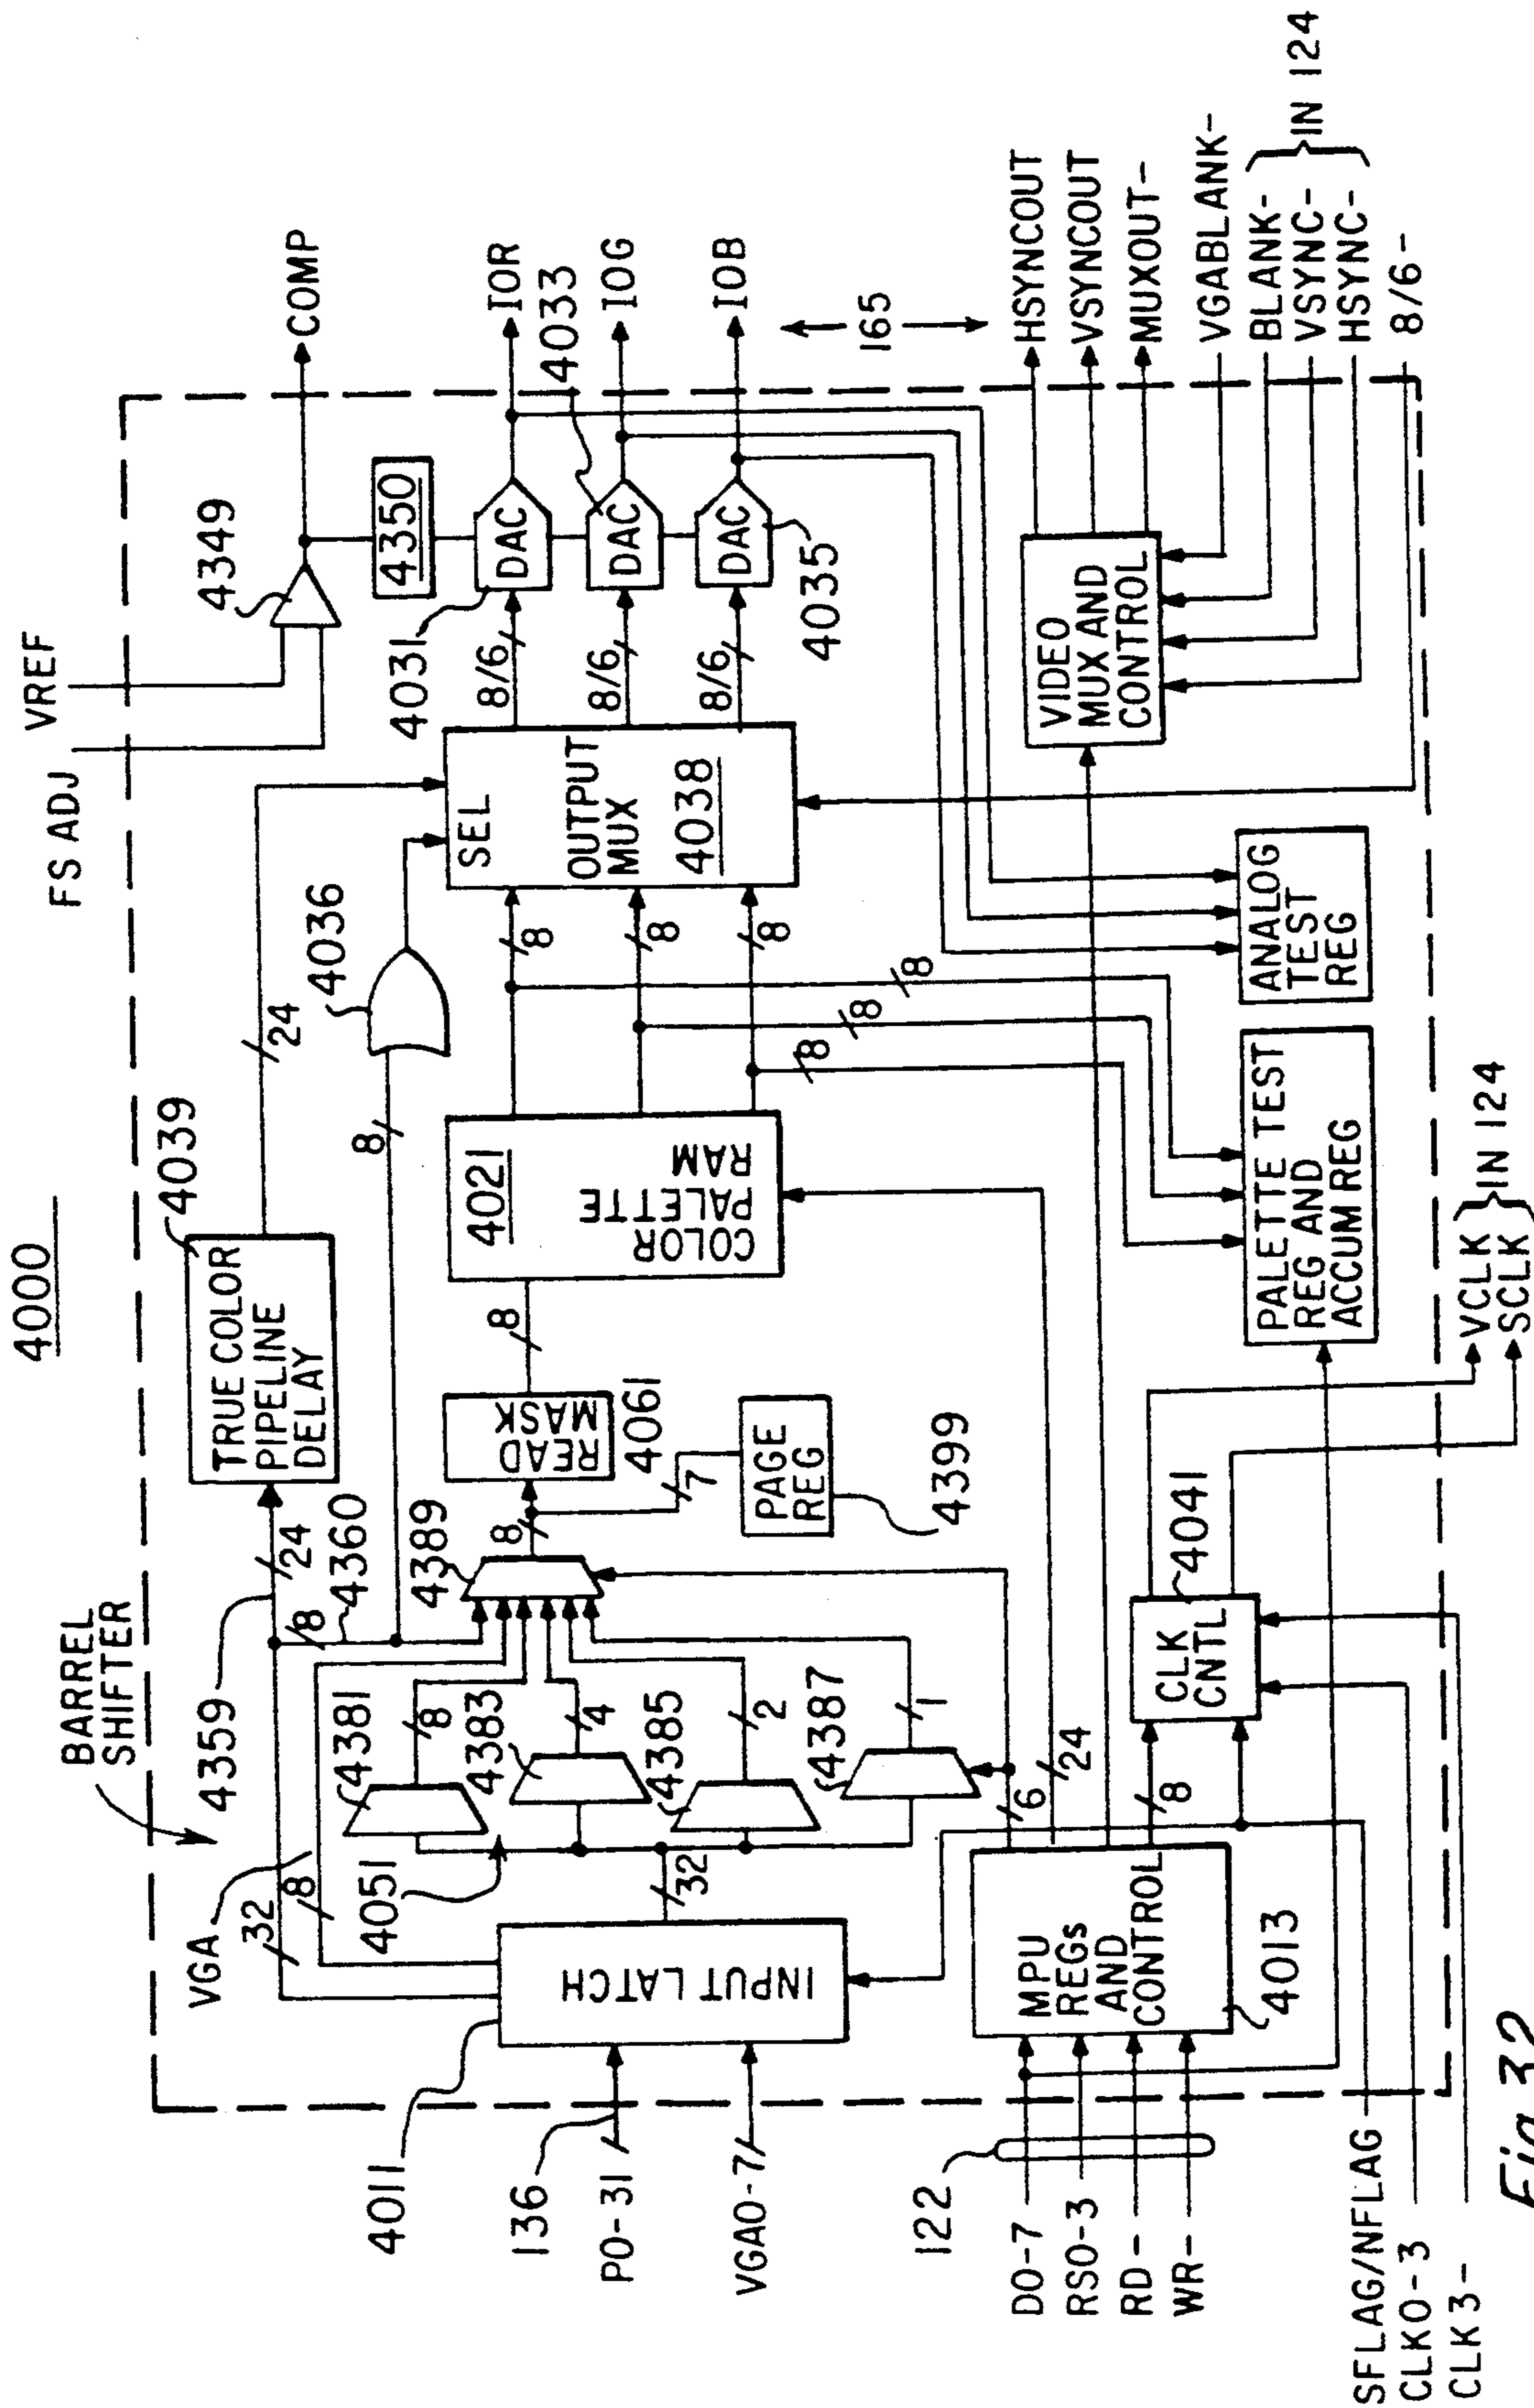 4000
FS ADJ
VREF
BARREL
SHIFTER
4359
TRUE COLOR
PIPELINE
DELAY
4039
24
24
4360
8
8
4036
4349
COMP
4350
VGA
32
8
4381
8
4383
4
4385
2
4387
1
4389
8
7
READ
MASK
4061
PAGE
REG
4399
8
4021
COLOR
PALETTE
RAM
8
8
8
8
8
8
SEL
OUTPUT
MUX
4038
8/6
8/6
8/6
4031
DAC
DAC
DAC
4033
4035
IOR
IOG
IOB
165
4011
4051
INPUT LATCH
32
136
P0-31
VGA0-7
122
D0-7
RS0-3
RD-
WR-
MPU
REGs
AND
CONTROL
4013
6
24
8
CLK
CNTL
4041
SFLAG/NFLAG
CLK0-3
CLK3-
VCLK
SCLK
IN 124
PALETTE TEST
REG AND
ACCUM REG
ANALOG
TEST
REG
VIDEO
MUX AND
CONTROL
HSYNCOUT
VSYNCOUT
MUXOUT-
VGABLANK-
BLANK-
VSYNC-
HSYNC-
IN 124
8/6-
Fig. 32